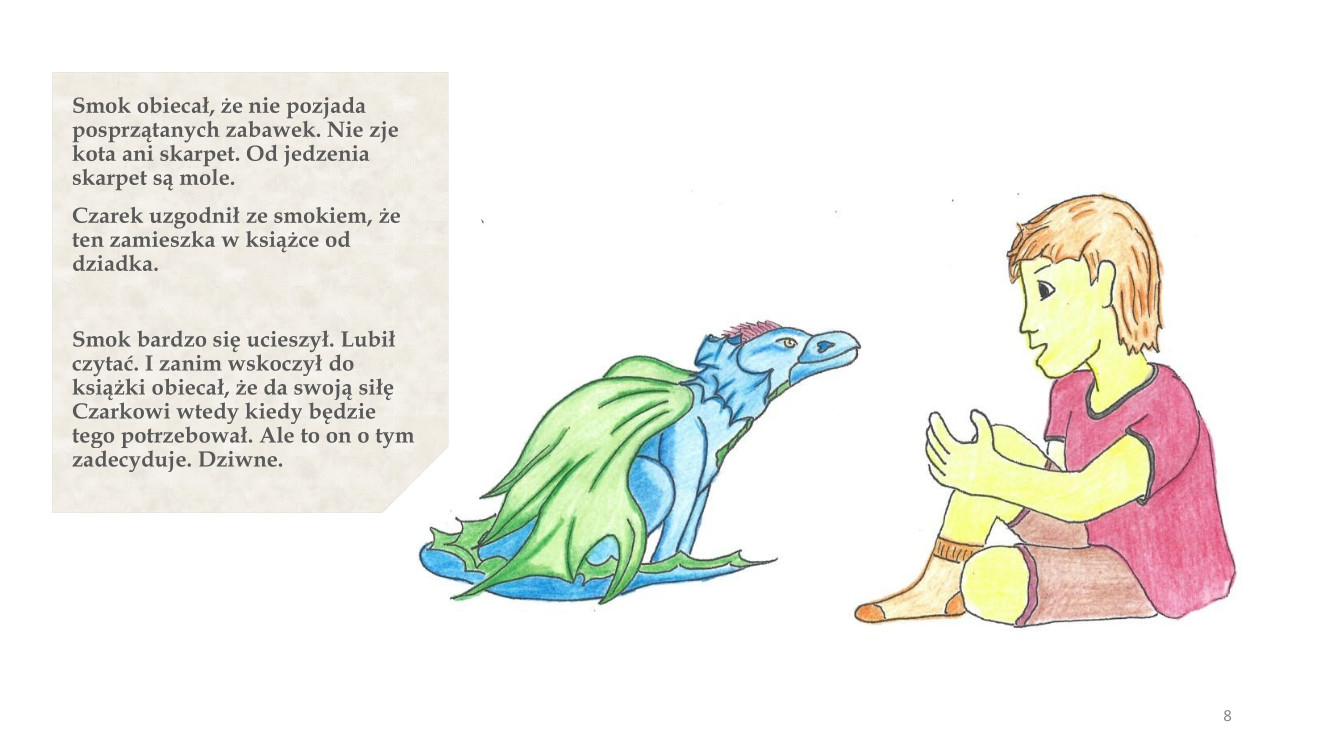 Smok obiecał, że nie pozjada
posprzątanych zabawek. Nie zje
kota ani skarpet. Od jedzenia
skarpet są mole.
Czarek uzgodnił ze smokiem, że
ten zamieszka w książce od
dziadka.
Smok bardzo się ucieszył. Lubił
czytać. I zanim wskoczył do
książki obiecał, że da swoją siłę
Czarkowi wtedy kiedy będzie
tego potrzebował. Ale to on o tym
zadecyduje. Dziwne.
8